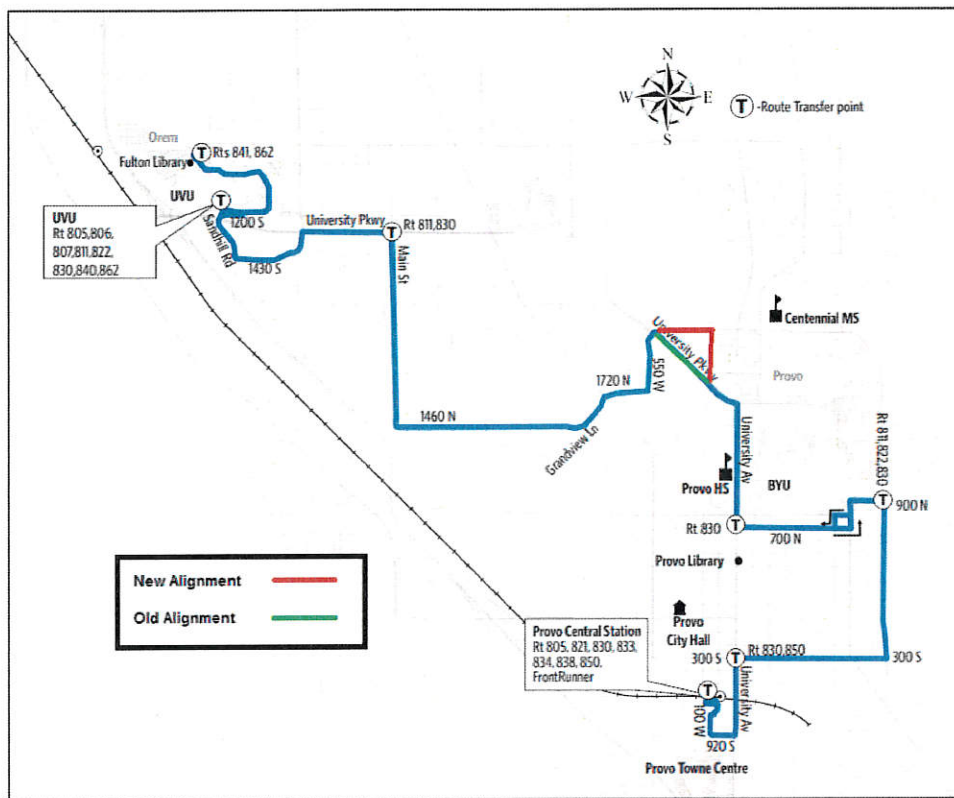 N
W
E
S
T -Route Transfer point
Orem
T Rts 841, 862
Fulton Library
UVU
T
UVU
Rt 805,806,
807,811,822,
830,840,862
1200 S
Sandhill Rd
1430 S
University Pkwy
T Rt 811,830
Main St
Centennial MS
University Pkwy
Provo
1720 N
550 W
1460 N
Grandview Ln
University Av
Rt 811,822,830
Provo HS
BYU
T
900 N
Rt 830 T
700 N
Provo Library
New Alignment
Old Alignment
Provo
City Hall
Provo Central Station
Rt 805, 821, 830, 833,
834, 838, 850,
FrontRunner
300 S T
Rt 830,850
300 S
T
100 W
University Av
920 S
Provo Towne Centre